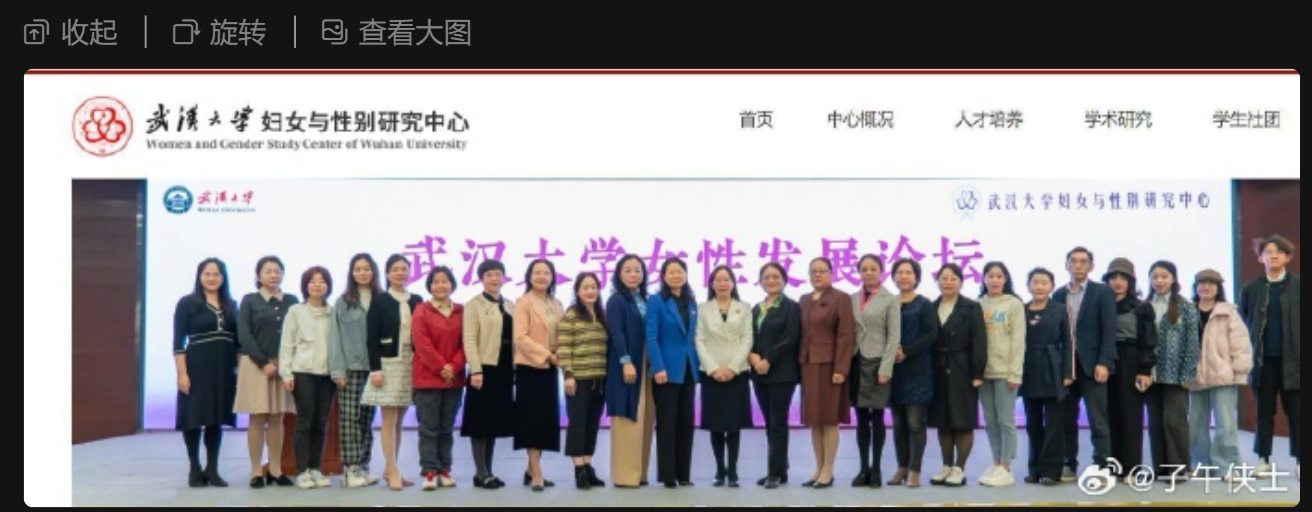 收起 旋转 查看大图
武漢大学 妇女与性别研究中心 首页 中心概况 人才培养 学术研究 学生社团
Women and Gender Study Center of Wuhan University
武漢大学 武汉大学妇女与性别研究中心
WUHAN UNIVERSITY
武汉大学女性发展论坛
@子午侠士